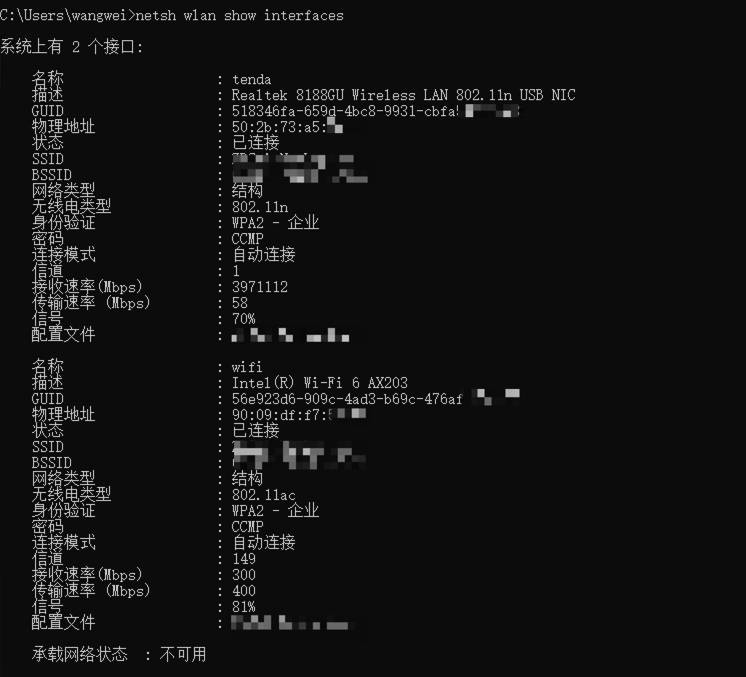 C:\Users\wangwei>netsh wlan show interfaces
系统上有 2 个接口:
名称 : tenda
描述 : Realtek 8188GU Wireless LAN 802.11n USB NIC
GUID : 518346fa-659d-4bc8-9931-cbfa
物理地址 : 50:2b:73:a5:
状态 : 已连接
SSID :
BSSID :
网络类型 : 结构
无线电类型 : 802.11n
身份验证 : WPA2 - 企业
密码 : CCMP
连接模式 : 自动连接
信道 : 1
接收速率(Mbps) : 3971112
传输速率 (Mbps) : 58
信号 : 70%
配置文件 :
名称 : wifi
描述 : Intel(R) Wi-Fi 6 AX203
GUID : 56e923d6-909c-4ad3-b69c-476af
物理地址 : 90:09:df:f7:
状态 : 已连接
SSID :
BSSID :
网络类型 : 结构
无线电类型 : 802.11ac
身份验证 : WPA2 - 企业
密码 : CCMP
连接模式 : 自动连接
信道 : 149
接收速率(Mbps) : 300
传输速率 (Mbps) : 400
信号 : 81%
配置文件 :
承载网络状态 : 不可用